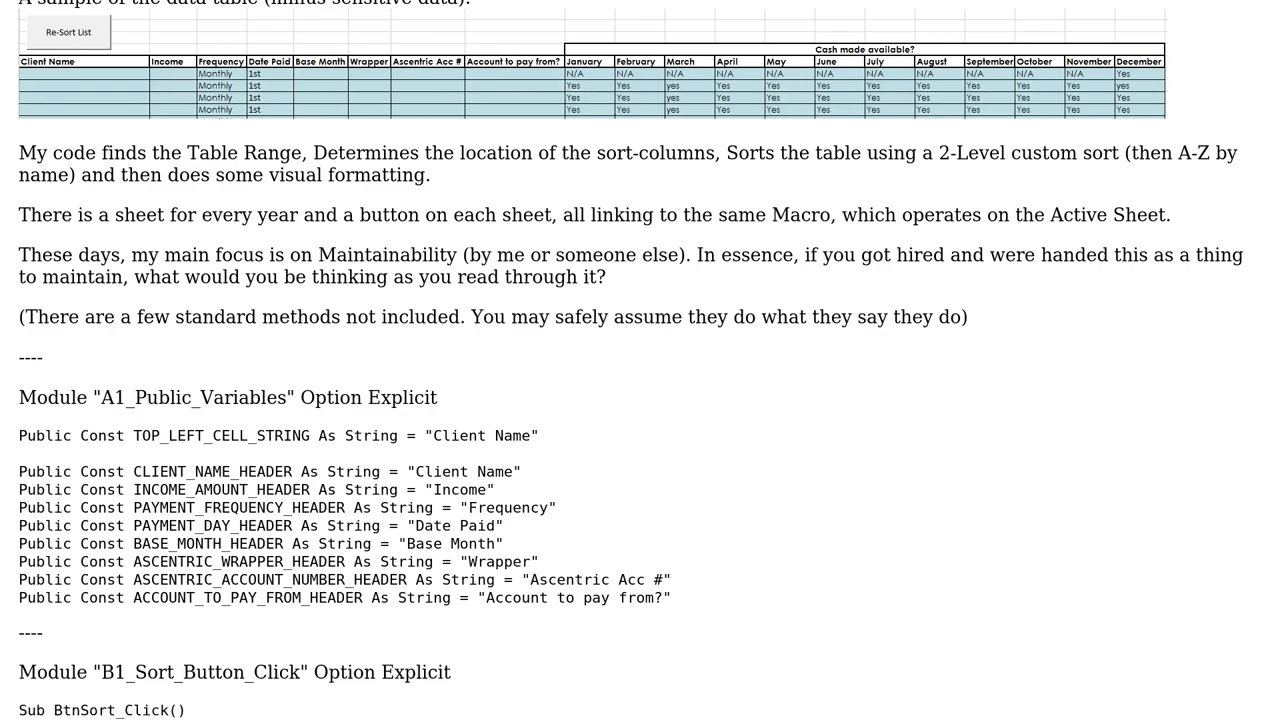 A sample of the data table (minus sensitive data):
Re-Sort List
Cash made available?
Client Name Income Frequency Date Paid Base Month Wrapper Ascentric Acc # Account to pay from? January February March April May June July August September October November December
Monthly 1st N/A N/A N/A N/A N/A N/A N/A N/A N/A N/A N/A Yes
Monthly 1st Yes Yes yes Yes Yes Yes Yes Yes Yes Yes Yes yes
Monthly 1st Yes Yes yes Yes Yes Yes Yes Yes Yes Yes Yes Yes
Monthly 1st Yes Yes yes Yes Yes Yes Yes Yes Yes Yes Yes Yes
My code finds the Table Range, Determines the location of the sort-columns, Sorts the table using a 2-Level custom sort (then A-Z by
name) and then does some visual formatting.
There is a sheet for every year and a button on each sheet, all linking to the same Macro, which operates on the Active Sheet.
These days, my main focus is on Maintainability (by me or someone else). In essence, if you got hired and were handed this as a thing
to maintain, what would you be thinking as you read through it?
(There are a few standard methods not included. You may safely assume they do what they say they do)
----
Module "A1_Public_Variables" Option Explicit
Public Const TOP_LEFT_CELL_STRING As String = "Client Name"
Public Const CLIENT_NAME_HEADER As String = "Client Name"
Public Const INCOME_AMOUNT_HEADER As String = "Income"
Public Const PAYMENT_FREQUENCY_HEADER As String = "Frequency"
Public Const PAYMENT_DAY_HEADER As String = "Date Paid"
Public Const BASE_MONTH_HEADER As String = "Base Month"
Public Const ASCENTRIC_WRAPPER_HEADER As String = "Wrapper"
Public Const ASCENTRIC_ACCOUNT_NUMBER_HEADER As String = "Ascentric Acc #"
Public Const ACCOUNT_TO_PAY_FROM_HEADER As String = "Account to pay from?"
----
Module "B1_Sort_Button_Click" Option Explicit
Sub BtnSort_Click()